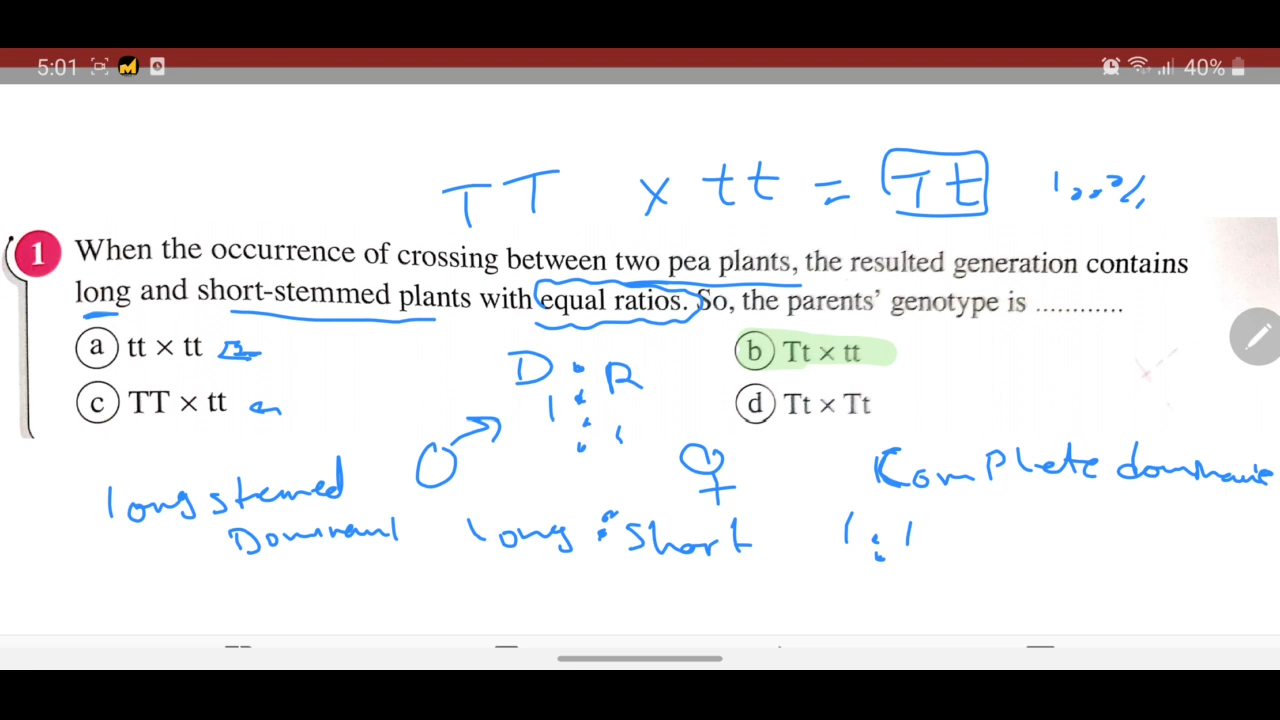 5:01 40%
TT x tt = Tt 100%
1 When the occurrence of crossing between two pea plants, the resulted generation contains
long and short-stemmed plants with equal ratios. So, the parents' genotype is ............
a tt × tt
b Tt × tt
D : R
c TT × tt
d Tt × Tt
1 : 1
long stemed
Complete dominance
Dominant long : short 1 : 1